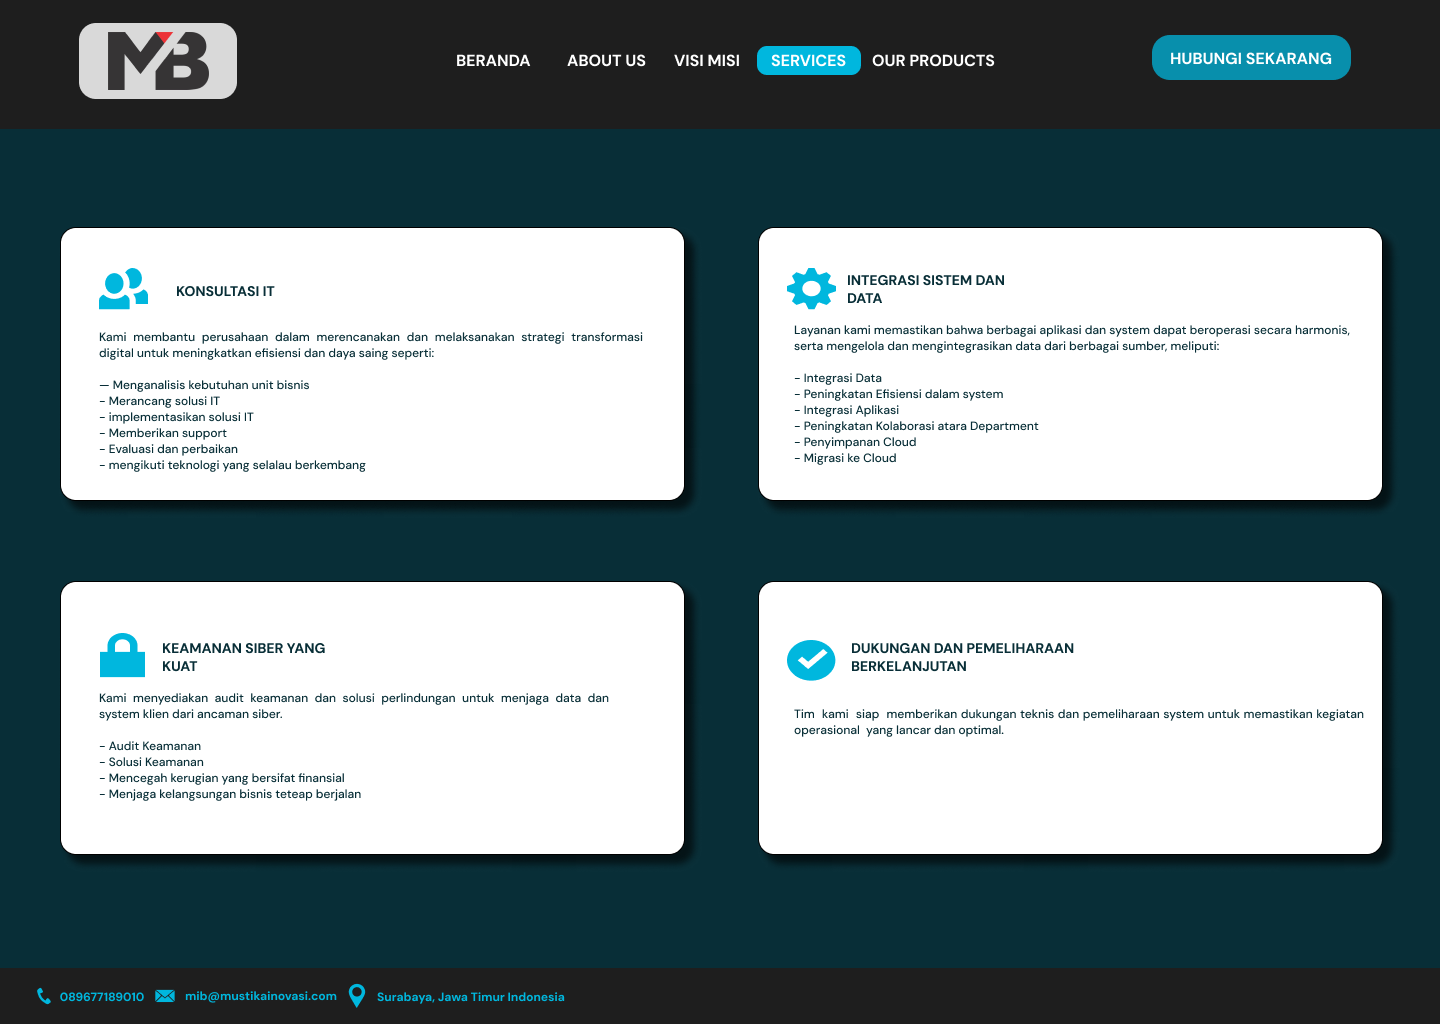 MB
BERANDA
ABOUT US
VISI MISI
SERVICES
OUR PRODUCTS
HUBUNGI SEKARANG
KONSULTASI IT
Kami membantu perusahaan dalam merencanakan dan melaksanakan strategi transformasi
digital untuk meningkatkan efisiensi dan daya saing seperti:
— Menganalisis kebutuhan unit bisnis
- Merancang solusi IT
- implementasikan solusi IT
- Memberikan support
- Evaluasi dan perbaikan
- mengikuti teknologi yang selalau berkembang
INTEGRASI SISTEM DAN
DATA
Layanan kami memastikan bahwa berbagai aplikasi dan system dapat beroperasi secara harmonis,
serta mengelola dan mengintegrasikan data dari berbagai sumber, meliputi:
- Integrasi Data
- Peningkatan Efisiensi dalam system
- Integrasi Aplikasi
- Peningkatan Kolaborasi atara Department
- Penyimpanan Cloud
- Migrasi ke Cloud
KEAMANAN SIBER YANG
KUAT
Kami menyediakan audit keamanan dan solusi perlindungan untuk menjaga data dan
system klien dari ancaman siber.
- Audit Keamanan
- Solusi Keamanan
- Mencegah kerugian yang bersifat finansial
- Menjaga kelangsungan bisnis teteap berjalan
DUKUNGAN DAN PEMELIHARAAN
BERKELANJUTAN
Tim kami siap memberikan dukungan teknis dan pemeliharaan system untuk memastikan kegiatan
operasional yang lancar dan optimal.
089677189010
mib@mustikainovasi.com
Surabaya, Jawa Timur Indonesia